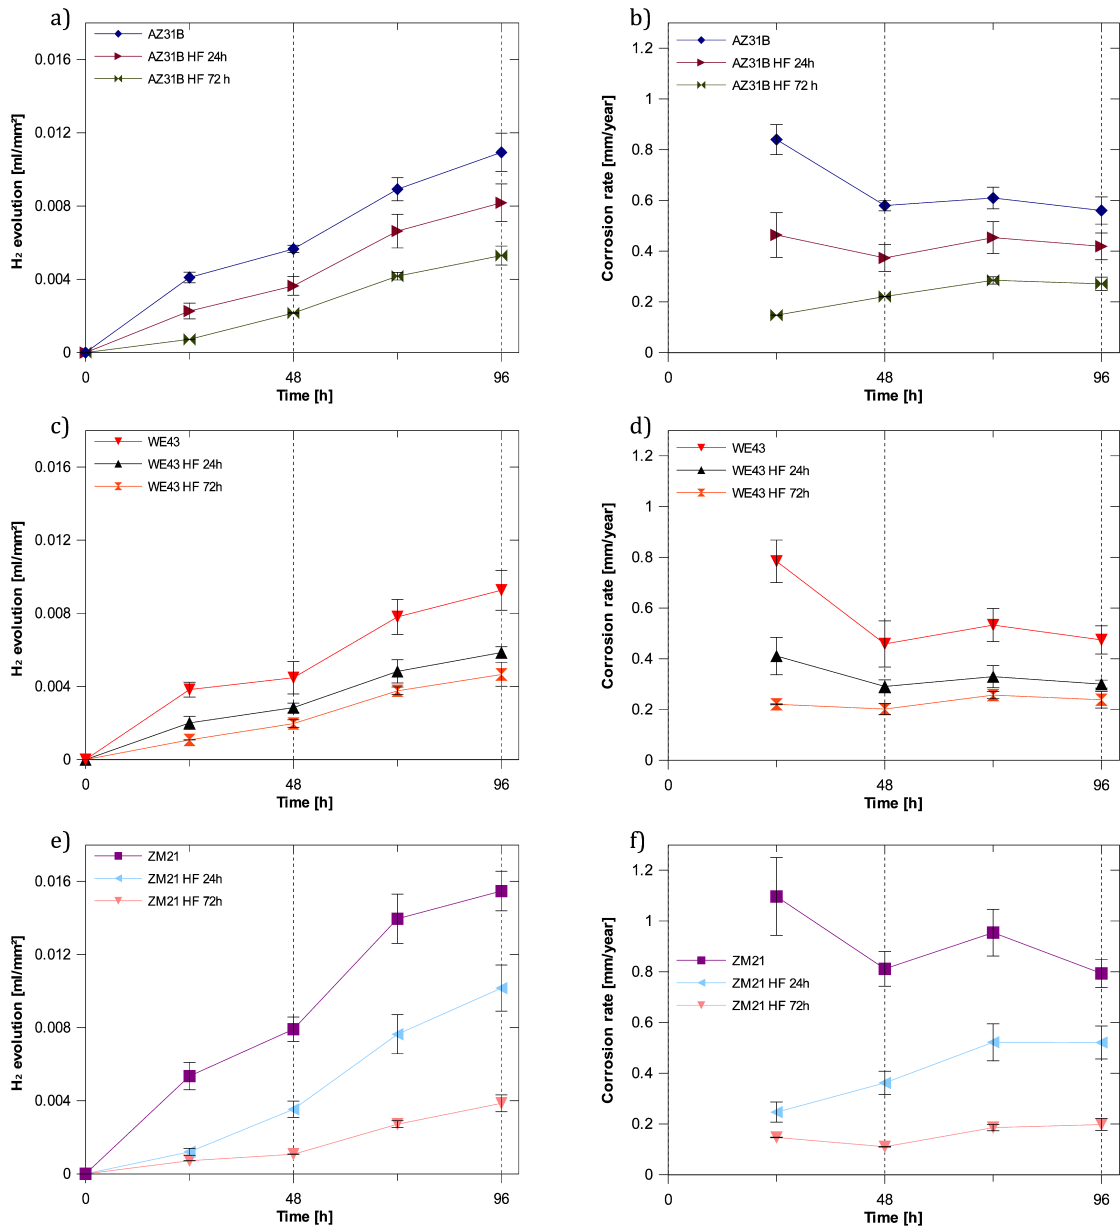 a)
AZ31B
AZ31B HF 24h
AZ31B HF 72 h
H₂ evolution [ml/mm²]
0.016
0.012
0.008
0.004
0
0
48
96
Time [h]
b)
AZ31B
AZ31B HF 24h
AZ31B HF 72 h
Corrosion rate [mm/year]
1.2
1
0.8
0.6
0.4
0.2
0
0
48
96
Time [h]
c)
WE43
WE43 HF 24h
WE43 HF 72h
H₂ evolution [ml/mm²]
0.016
0.012
0.008
0.004
0
0
48
96
Time [h]
d)
WE43
WE43 HF 24h
WE43 HF 72h
Corrosion rate [mm/year]
1.2
1
0.8
0.6
0.4
0.2
0
0
48
96
Time [h]
e)
ZM21
ZM21 HF 24h
ZM21 HF 72h
H₂ evolution [ml/mm²]
0.016
0.012
0.008
0.004
0
0
48
96
Time [h]
f)
ZM21
ZM21 HF 24h
ZM21 HF 72h
Corrosion rate [mm/year]
1.2
1
0.8
0.6
0.4
0.2
0
0
48
96
Time [h]